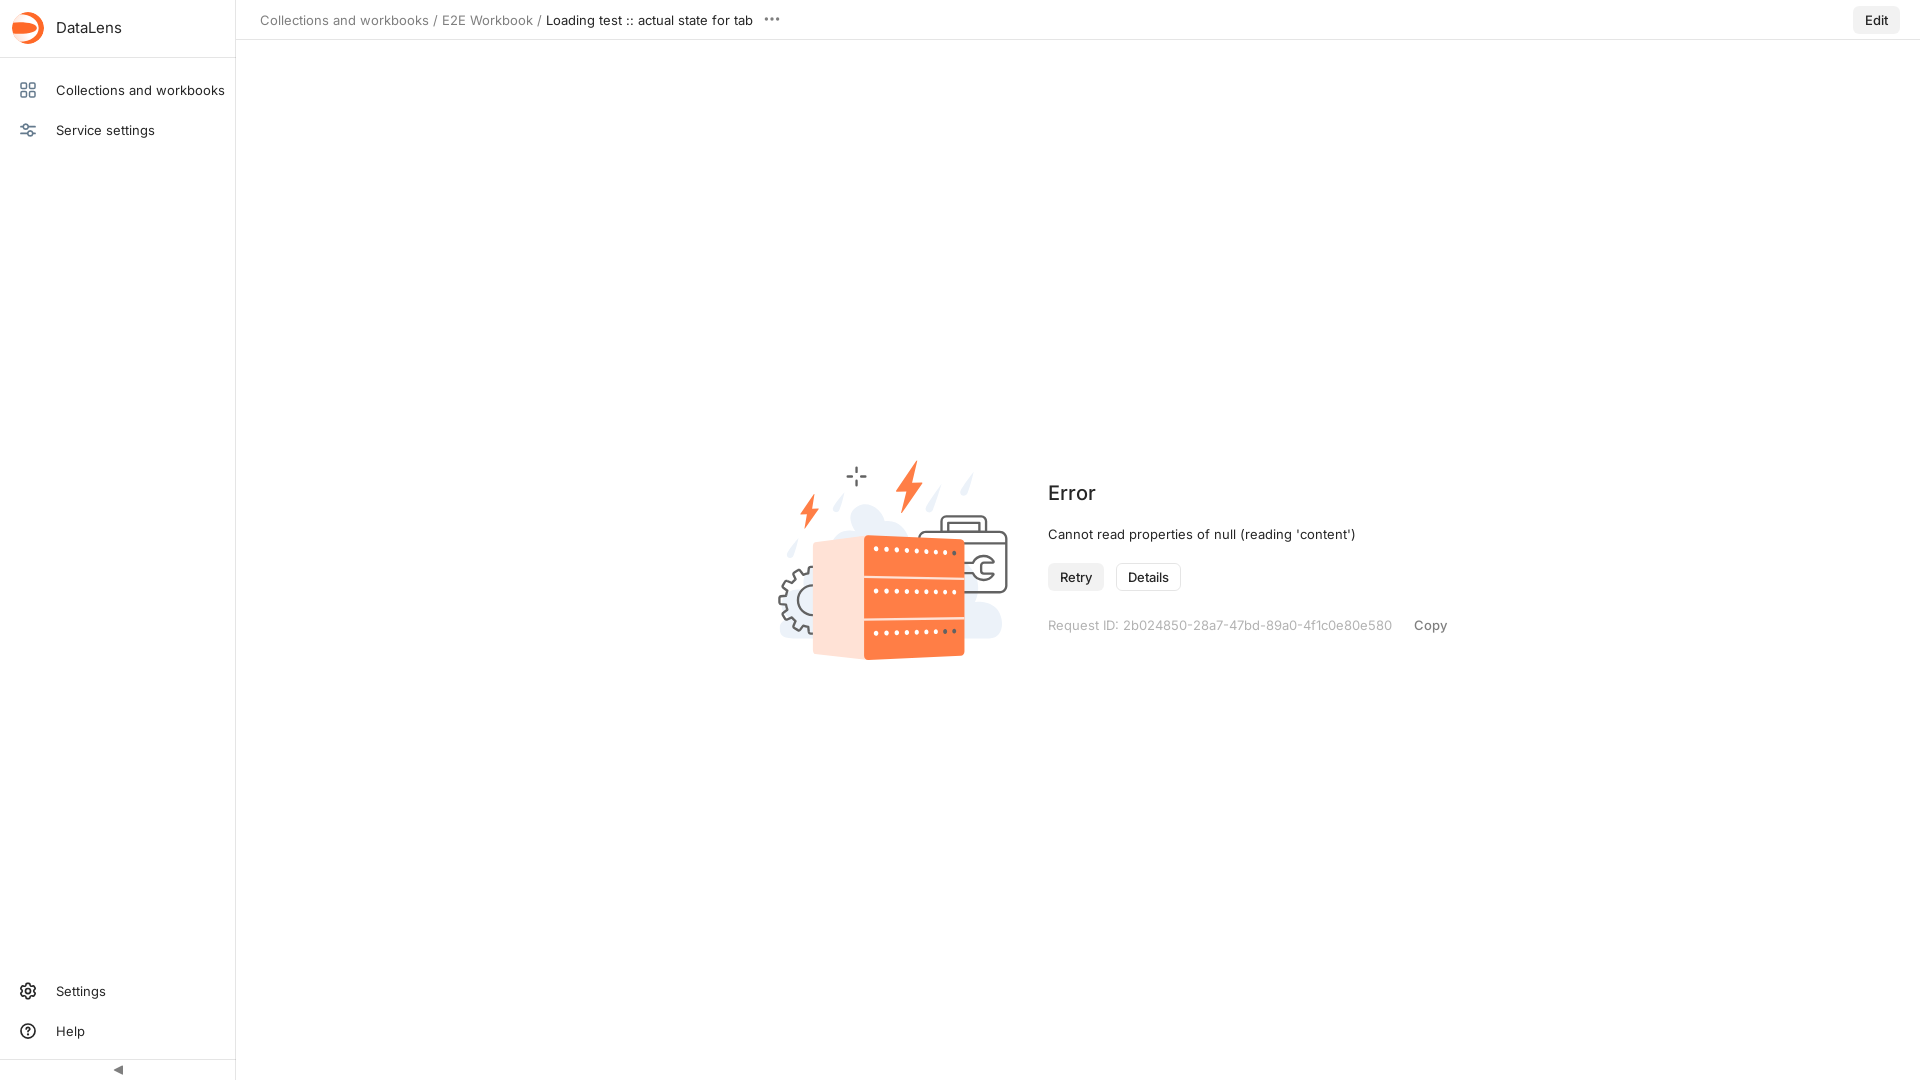 DataLens
Collections and workbooks / E2E Workbook / Loading test :: actual state for tab
Edit
Collections and workbooks
Service settings
Error
Cannot read properties of null (reading 'content')
Retry
Details
Request ID: 2b024850-28a7-47bd-89a0-4f1c0e80e580
Copy
Settings
Help